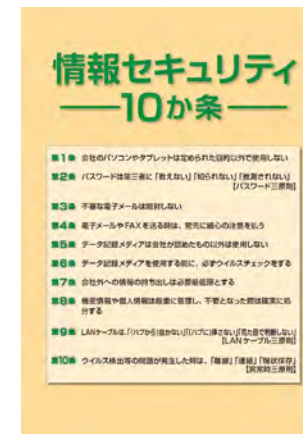 情報セキュリティ
10か条
第1条 会社のパソコンやタブレットは定められた目的以外で使用しない
第2条 パスワードは第三者に「教えない」「知られない」「推測されない」
【パスワード三原則】
第3条 不審な電子メールは開封しない
第4条 電子メールやFAXを送る時は、宛先に細心の注意を払う
第5条 データ記録メディアは会社が認めたもの以外は使用しない
第6条 データ記録メディアを使用する前に、必ずウイルスチェックをする
第7条 会社外への情報の持ち出しは必要最低限とする
第8条 機密情報や個人情報は厳重に管理し、不要となった際は確実に処
分する
第9条 LANケーブルは、「(ハブから)抜かない」「(ハブに)挿さない」「見た目で判断しない」
【LANケーブル三原則】
第10条 ウイルス検出等の問題が発生した時は、「離線」「連絡」「現状保存」
【異常時三原則】